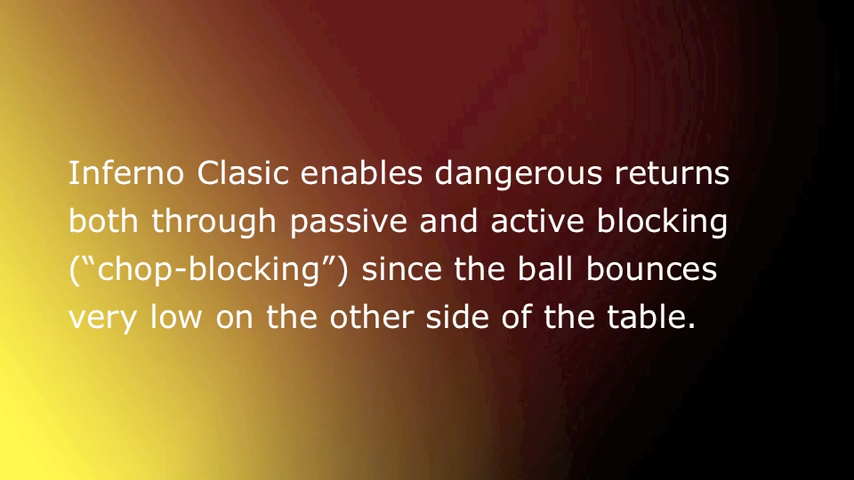 Inferno Clasic enables dangerous returns
both through passive and active blocking
(“chop-blocking”) since the ball bounces
very low on the other side of the table.